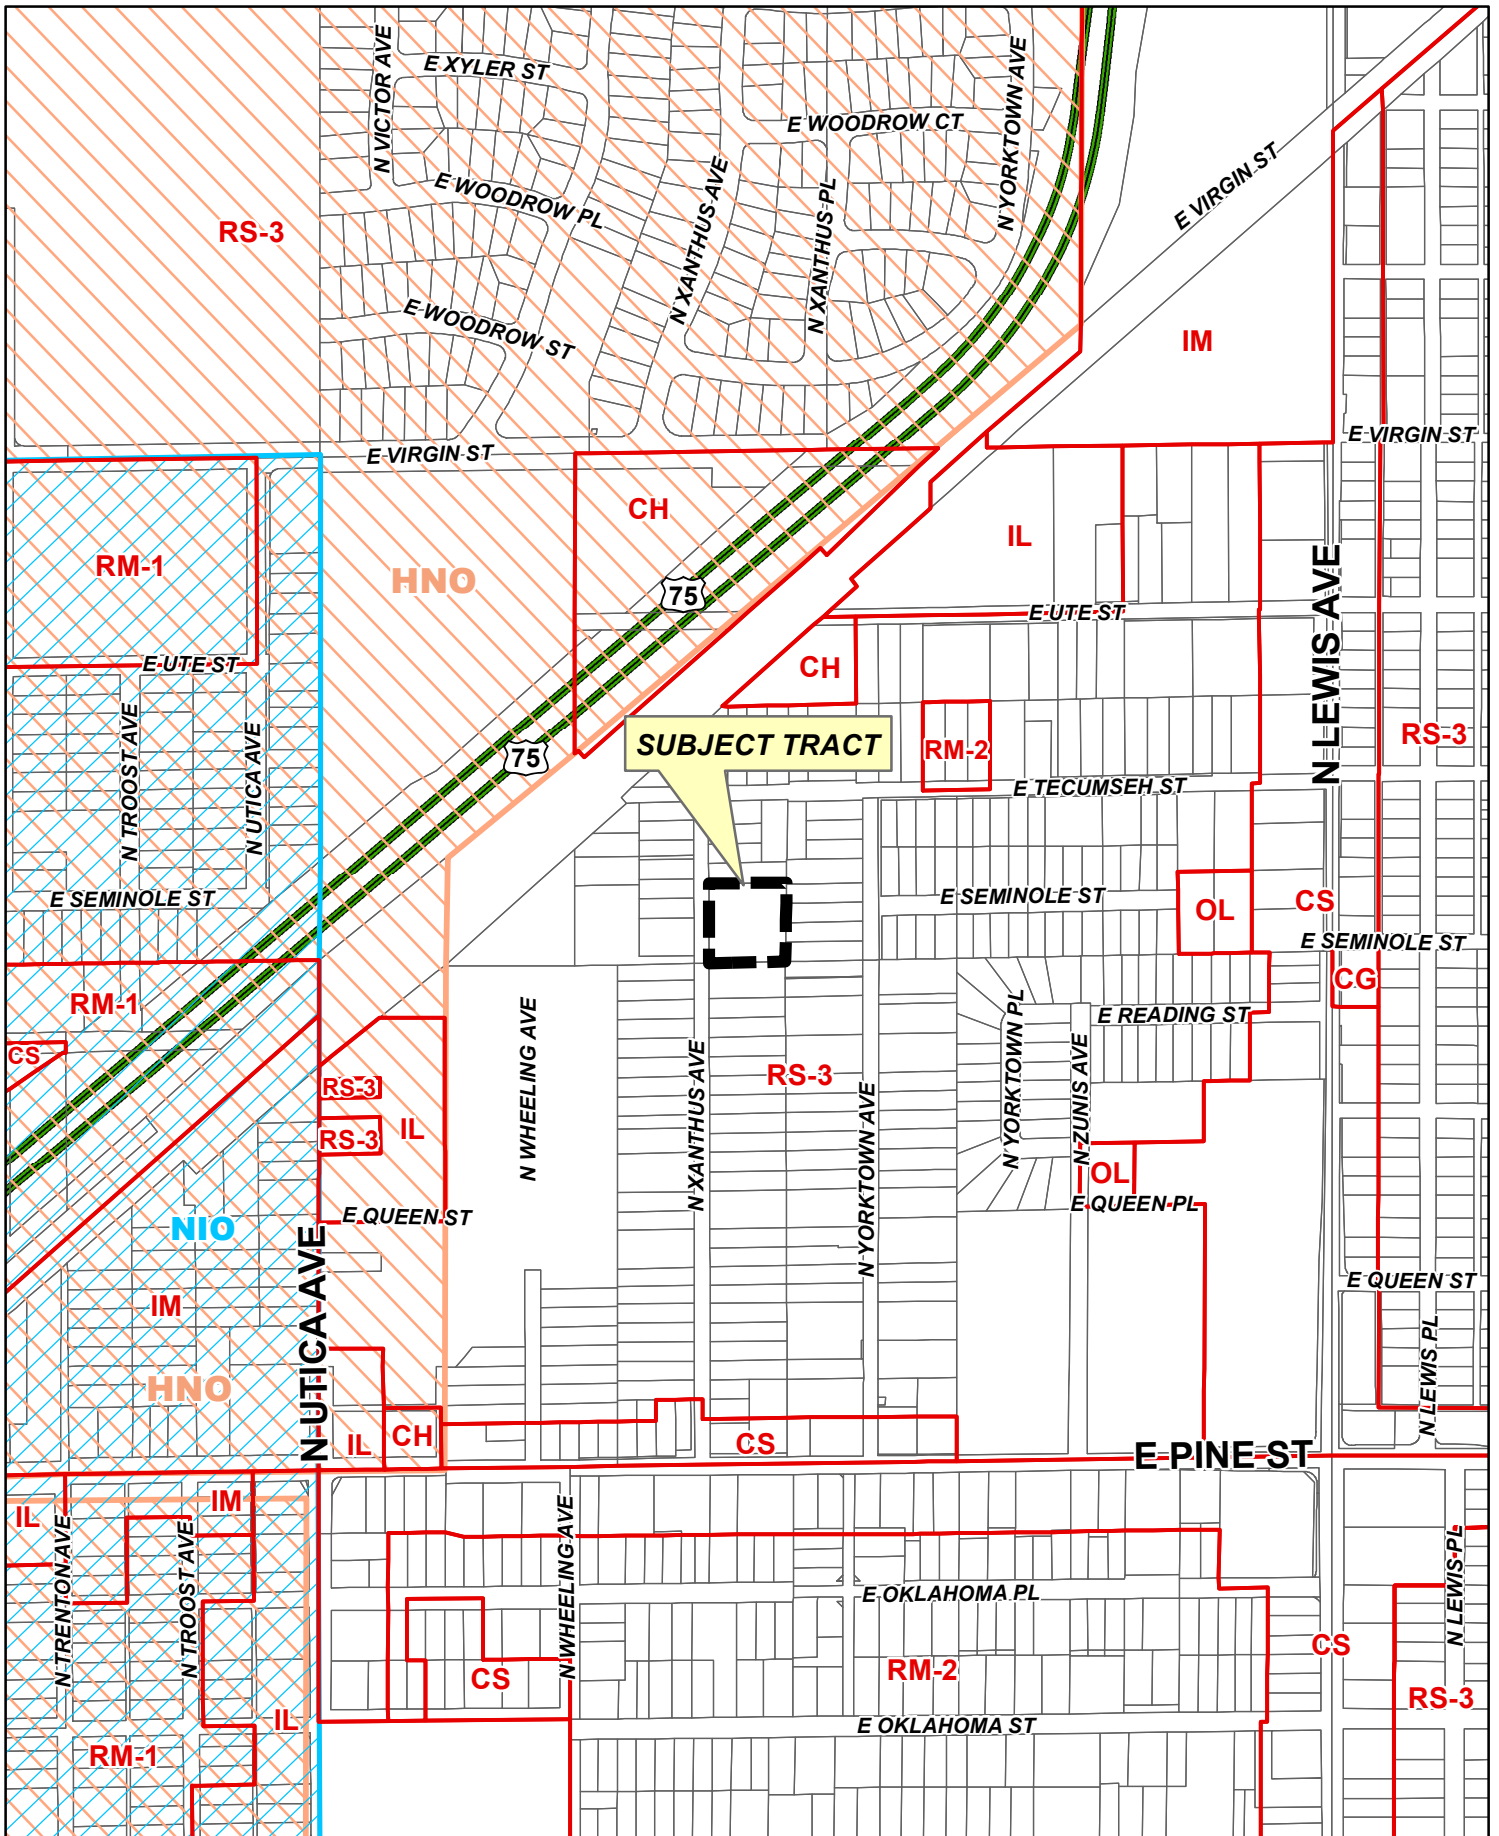 N VICTOR AVE
E XYLER ST
N YORKTOWN AVE
E WOODROW CT
E WOODROW PL
N XANTHUS AVE
N XANTHUS PL
E VIRGIN ST
RS-3
E WOODROW ST
IM
E VIRGIN ST
E VIRGIN ST
CH
IL
RM-1
HNO
75
N LEWIS AVE
E UTE ST
E UTE ST
CH
N TROOST AVE
N UTICA AVE
SUBJECT TRACT
75
RM-2
RS-3
E TECUMSEH ST
E SEMINOLE ST
E SEMINOLE ST
OL
CS
E SEMINOLE ST
RM-1
CG
N WHEELING AVE
N YORKTOWN PL
E READING ST
CS
RS-3
N XANTHUS AVE
RS-3
N YORKTOWN AVE
N ZUNIS AVE
RS-3
IL
OL
E QUEEN PL
NIO
E QUEEN ST
N UTICA AVE
IM
E QUEEN ST
HNO
N LEWIS PL
IL
CH
CS
E PINE ST
IL
IM
N TRENTON AVE
N TROOST AVE
N WHEELING AVE
E OKLAHOMA PL
N LEWIS PL
CS
CS
RM-2
RS-3
IL
E OKLAHOMA ST
RM-1